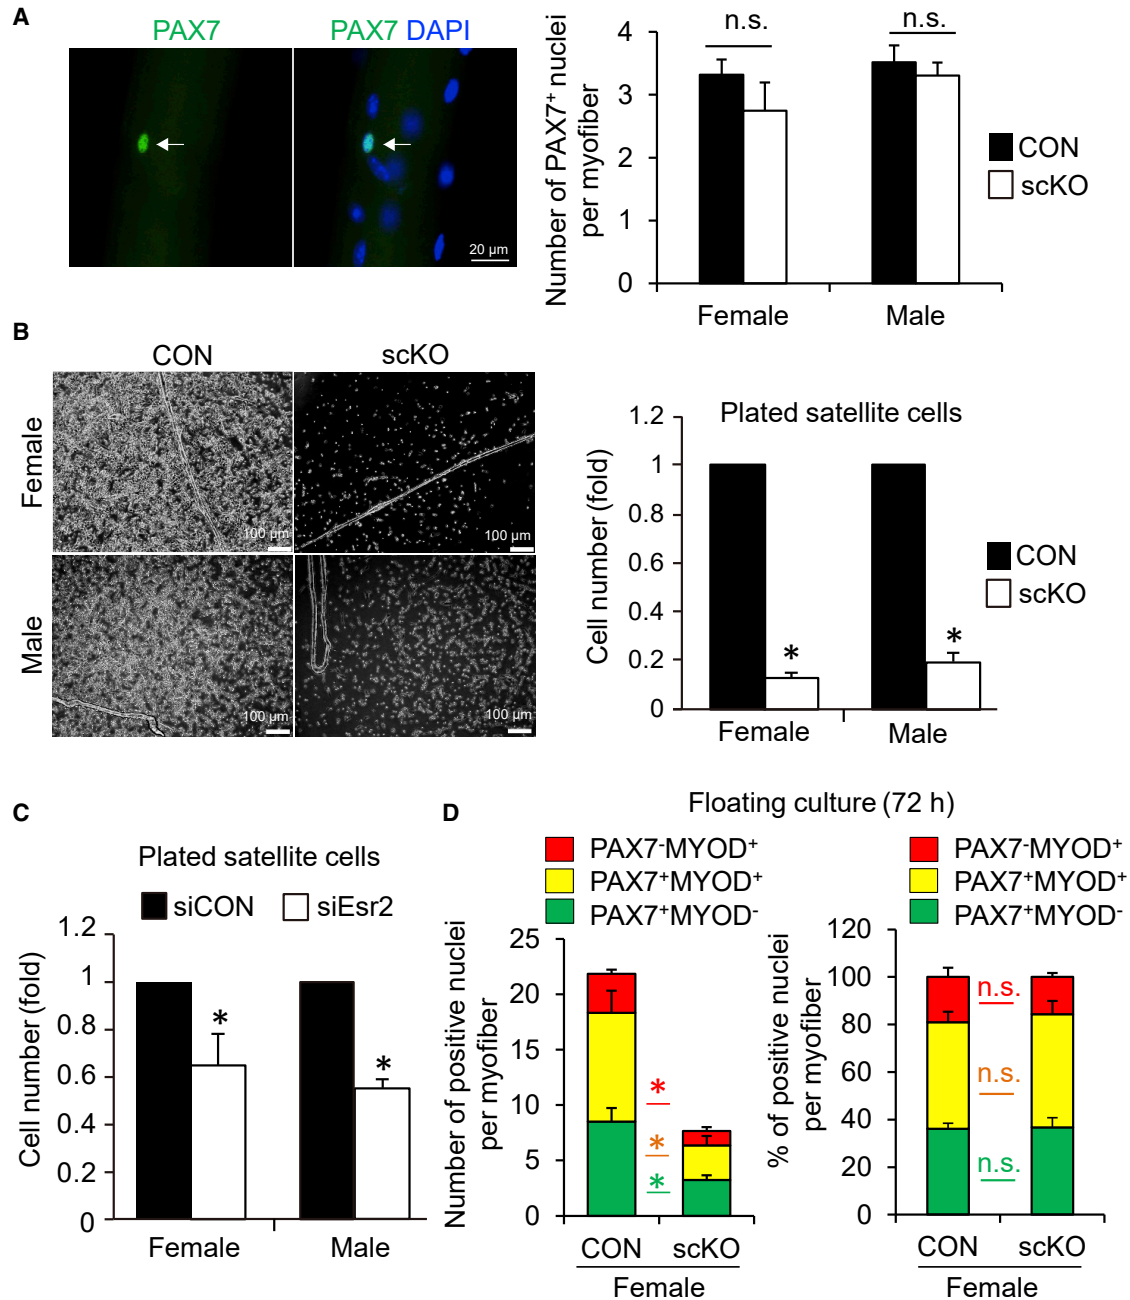 A
PAX7
PAX7 DAPI
20 µm
Number of PAX7⁺ nuclei
per myofiber
4
3
2
1
0
n.s.
n.s.
Female
Male
CON
scKO
B
CON
scKO
Female
Male
100 µm
100 µm
100 µm
100 µm
Plated satellite cells
Cell number (fold)
1.2
1
0.8
0.6
0.4
0.2
0
*
*
Female
Male
CON
scKO
C
Plated satellite cells
siCON
siEsr2
Cell number (fold)
1.2
1
0.8
0.6
0.4
0.2
0
*
*
Female
Male
D
Floating culture (72 h)
PAX7⁻MYOD⁺
PAX7⁺MYOD⁺
PAX7⁺MYOD⁻
Number of positive nuclei
per myofiber
25
20
15
10
5
0
*
*
*
CON
scKO
Female
PAX7⁻MYOD⁺
PAX7⁺MYOD⁺
PAX7⁺MYOD⁻
% of positive nuclei
per myofiber
120
100
80
60
40
20
0
n.s.
n.s.
n.s.
CON
scKO
Female